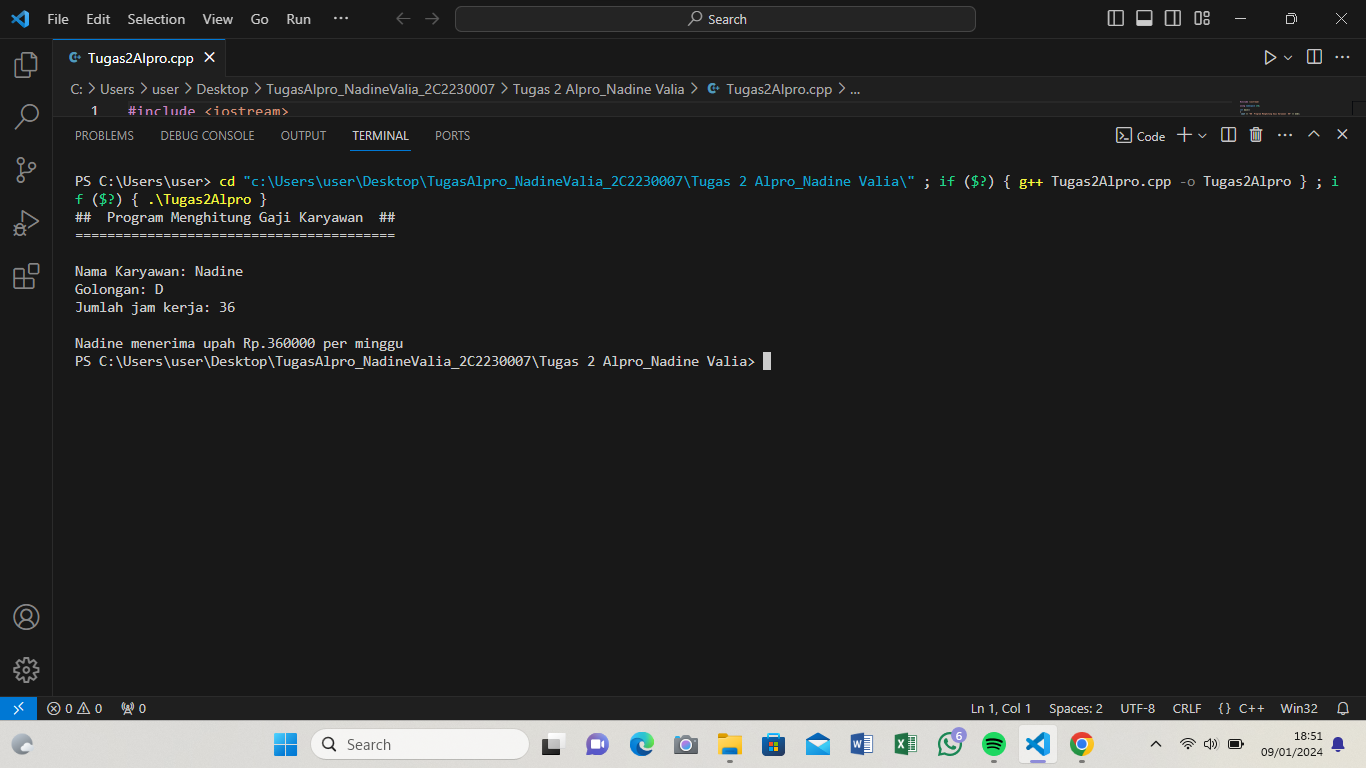 File Edit Selection View Go Run ··· Search
Tugas2Alpro.cpp
C: > Users > user > Desktop > TugasAlpro_NadineValia_2C2230007 > Tugas 2 Alpro_Nadine Valia > Tugas2Alpro.cpp > ...
1 #include <iostream>
PROBLEMS DEBUG CONSOLE OUTPUT TERMINAL PORTS Code
PS C:\Users\user> cd "c:\Users\user\Desktop\TugasAlpro_NadineValia_2C2230007\Tugas 2 Alpro_Nadine Valia\" ; if ($?) { g++ Tugas2Alpro.cpp -o Tugas2Alpro } ; i
f ($?) { .\Tugas2Alpro }
##  Program Menghitung Gaji Karyawan  ##
========================================
Nama Karyawan: Nadine
Golongan: D
Jumlah jam kerja: 36
Nadine menerima upah Rp.360000 per minggu
PS C:\Users\user\Desktop\TugasAlpro_NadineValia_2C2230007\Tugas 2 Alpro_Nadine Valia>
0 0 0 Ln 1, Col 1 Spaces: 2 UTF-8 CRLF {} C++ Win32
Search 6 18:51
09/01/2024